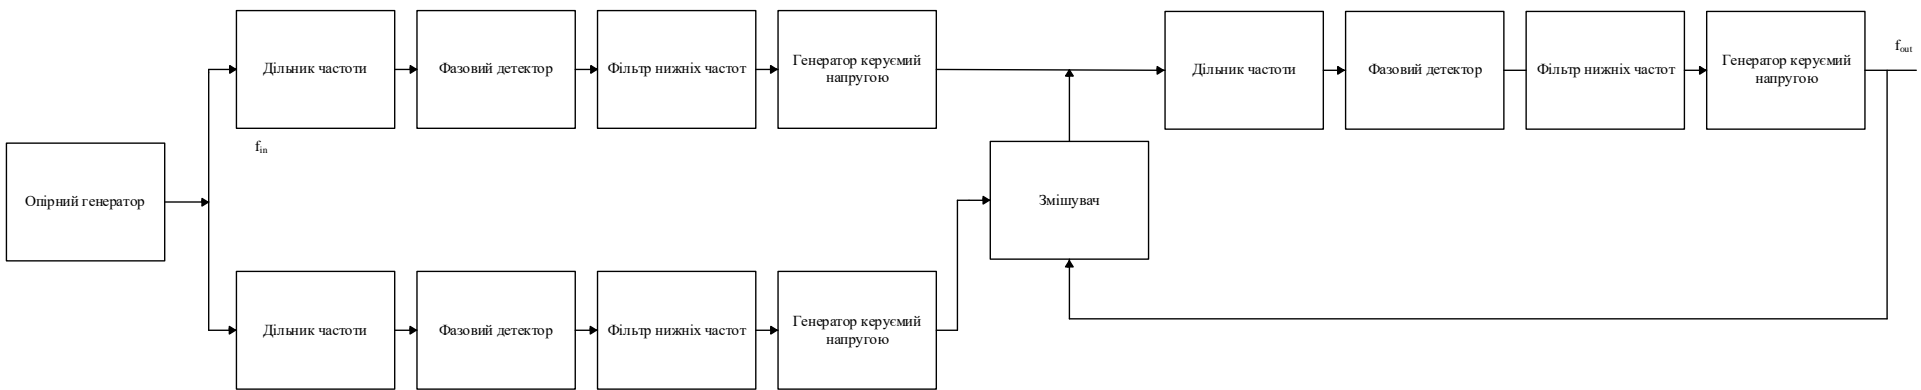 Дільник частоти
Фазовий детектор
Фільтр нижніх частот
Генератор керуємий
напругою
Дільник частоти
Фазовий детектор
Фільтр нижніх частот
Генератор керуємий
напругою
fout
fin
Опірний генератор
Змішувач
Дільник частоти
Фазовий детектор
Фільтр нижніх частот
Генератор керуємий
напругою